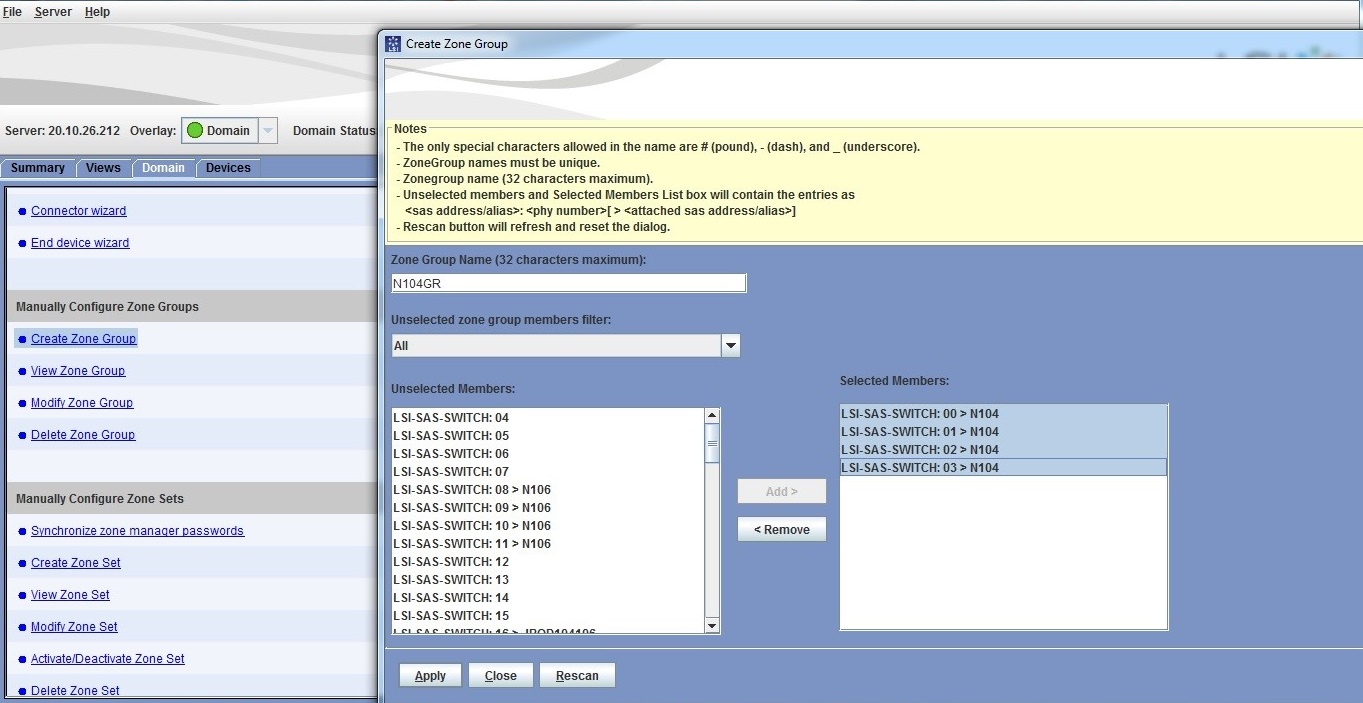 File Server Help
LSI
Create Zone Group
Server: 20.10.26.212 Overlay: Domain Domain Status
Summary Views Domain Devices
Connector wizard
End device wizard
Manually Configure Zone Groups
Create Zone Group
View Zone Group
Modify Zone Group
Delete Zone Group
Manually Configure Zone Sets
Synchronize zone manager passwords
Create Zone Set
View Zone Set
Modify Zone Set
Activate/Deactivate Zone Set
Delete Zone Set
Notes
- The only special characters allowed in the name are # (pound), - (dash), and _ (underscore).
- ZoneGroup names must be unique.
- Zonegroup name (32 characters maximum).
- Unselected members and Selected Members List box will contain the entries as
<sas address/alias>: <phy number>[ > <attached sas address/alias>]
- Rescan button will refresh and reset the dialog.
Zone Group Name (32 characters maximum):
N104GR
Unselected zone group members filter:
All
Unselected Members:
LSI-SAS-SWITCH: 04
LSI-SAS-SWITCH: 05
LSI-SAS-SWITCH: 06
LSI-SAS-SWITCH: 07
LSI-SAS-SWITCH: 08 > N106
LSI-SAS-SWITCH: 09 > N106
LSI-SAS-SWITCH: 10 > N106
LSI-SAS-SWITCH: 11 > N106
LSI-SAS-SWITCH: 12
LSI-SAS-SWITCH: 13
LSI-SAS-SWITCH: 14
LSI-SAS-SWITCH: 15
LSI-SAS-SWITCH: 16 >
Add >
< Remove
Selected Members:
LSI-SAS-SWITCH: 00 > N104
LSI-SAS-SWITCH: 01 > N104
LSI-SAS-SWITCH: 02 > N104
LSI-SAS-SWITCH: 03 > N104
Apply Close Rescan